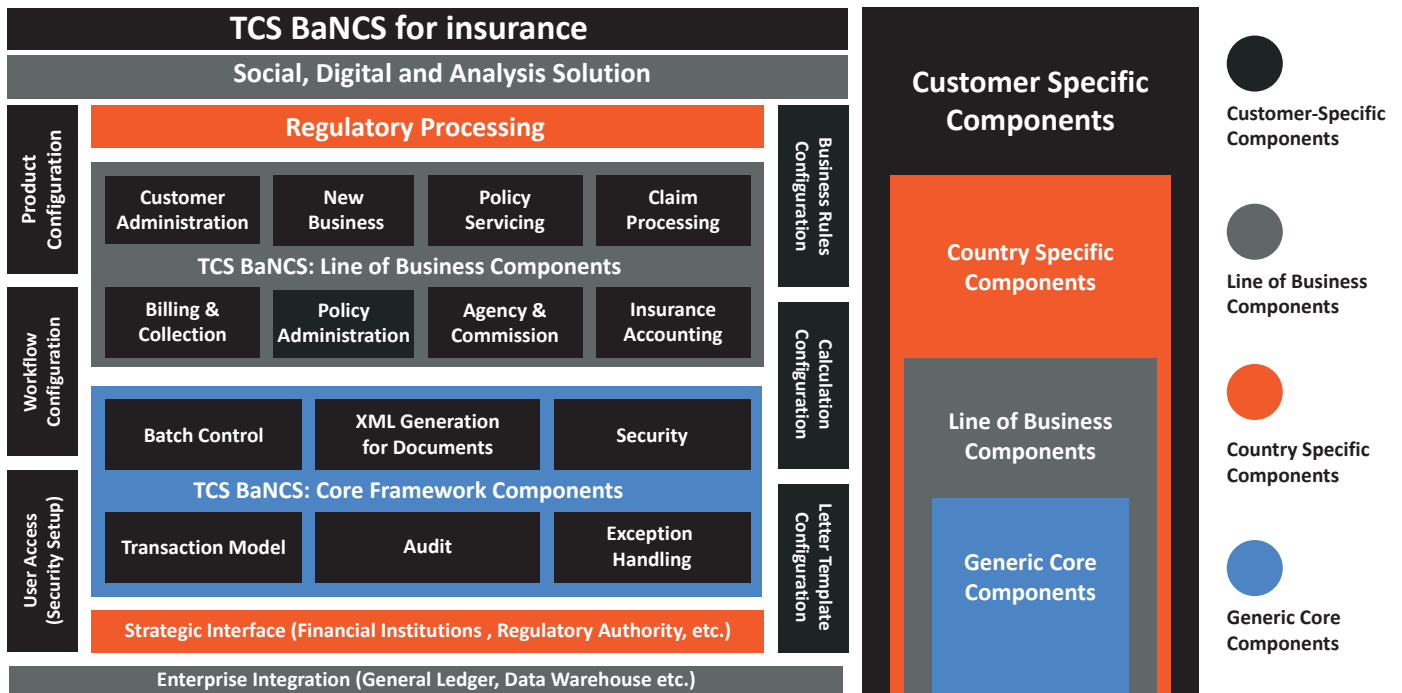 TCS BaNCS for insurance
Social, Digital and Analysis Solution
Product
Configuration
Workflow
Configuration
User Access
(Security Setup)
Regulatory Processing
Customer
Administration
New
Business
Policy
Servicing
Claim
Processing
TCS BaNCS: Line of Business Components
Billing &
Collection
Policy
Administration
Agency &
Commission
Insurance
Accounting
Batch Control
XML Generation
for Documents
Security
TCS BaNCS: Core Framework Components
Transaction Model
Audit
Exception
Handling
Strategic Interface (Financial Institutions , Regulatory Authority, etc.)
Business Rules
Configuration
Calculation
Configuration
Letter Template
Configuration
Enterprise Integration (General Ledger, Data Warehouse etc.)
Customer Specific
Components
Country Specific
Components
Line of Business
Components
Generic Core
Components
Customer-Specific
Components
Line of Business
Components
Country Specific
Components
Generic Core
Components